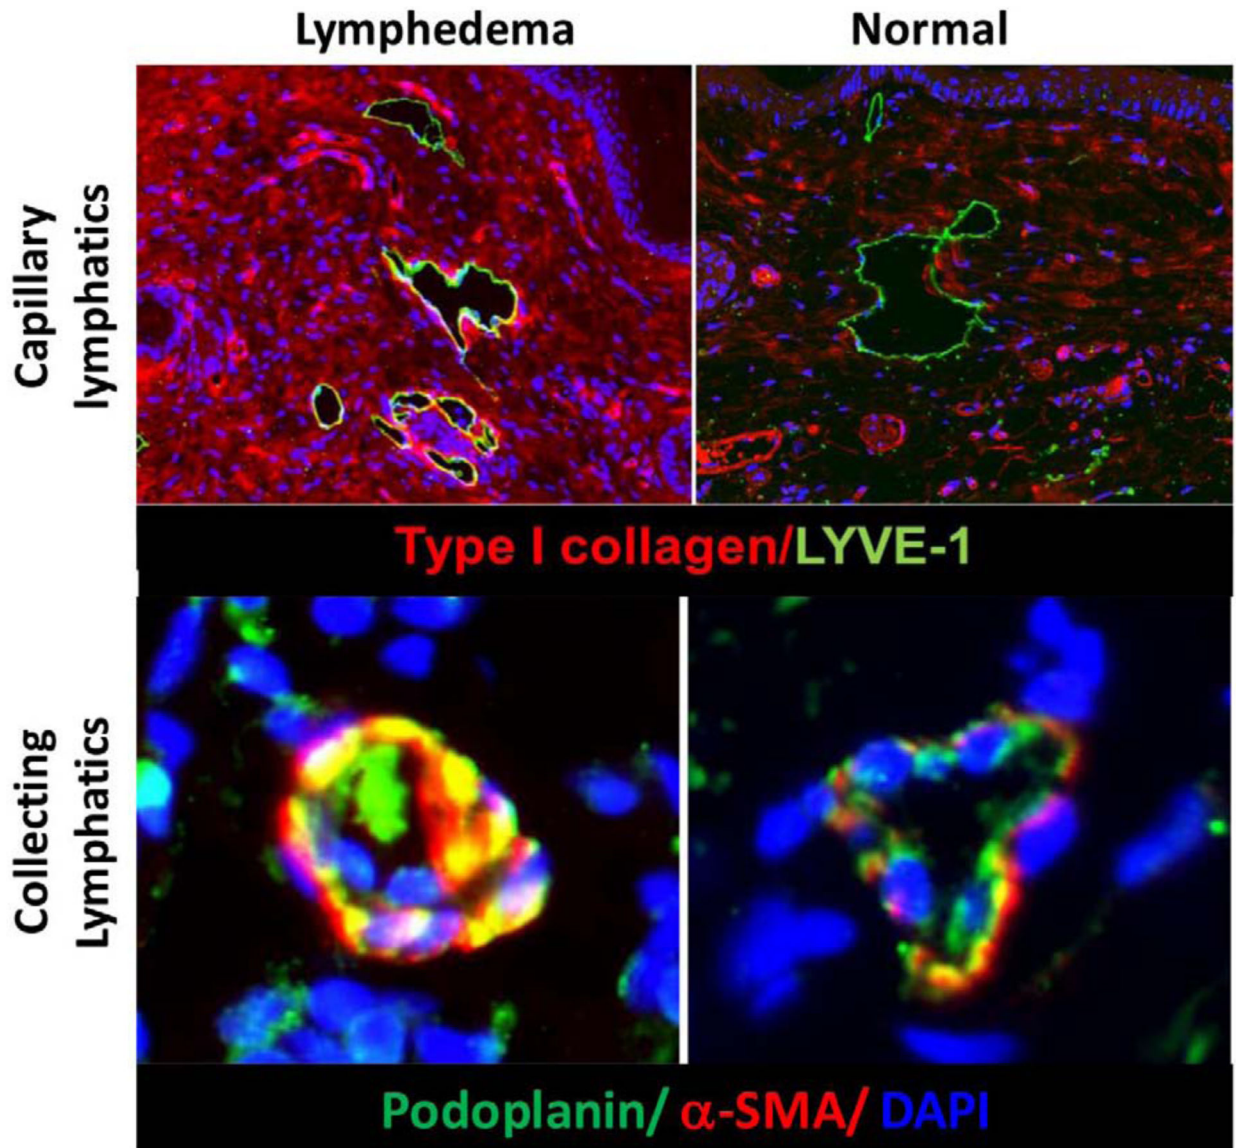 Lymphedema
Normal
Capillary
lymphatics
Type I collagen/LYVE-1
Collecting
Lymphatics
Podoplanin/ α-SMA/ DAPI